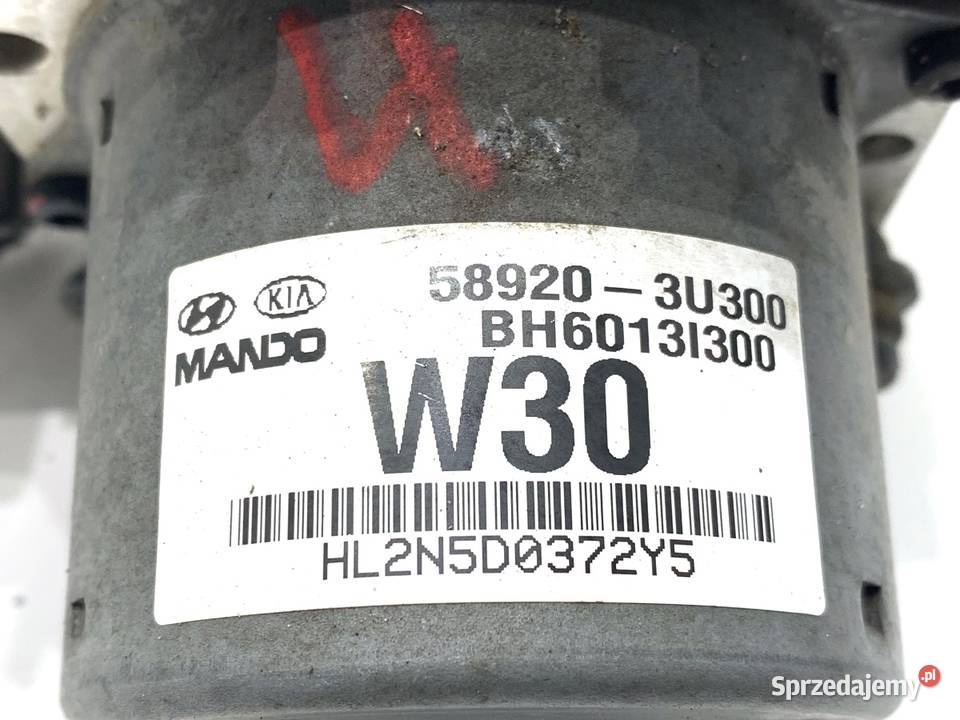 И
KIA
58920-3U300
MANDO
BH6013I300
W30
HL2N5D0372Y5
Sprzedajemy.pl